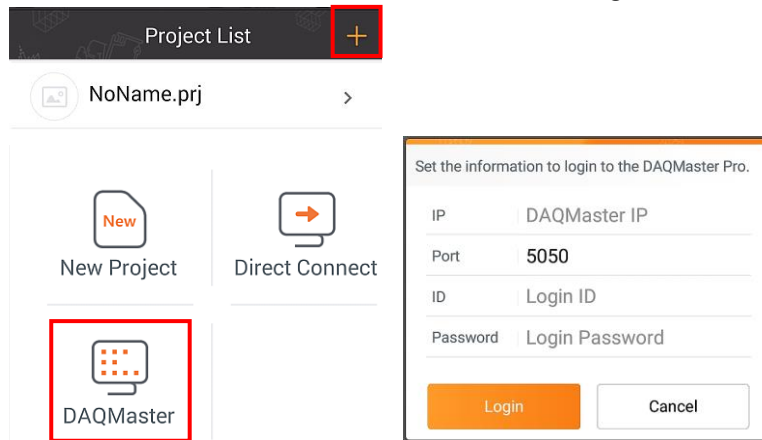 Project List +
NoName.prj >
New
New Project
Direct Connect
DAQMaster
Set the information to login to the DAQMaster Pro.
IP DAQMaster IP
Port 5050
ID Login ID
Password Login Password
Login Cancel